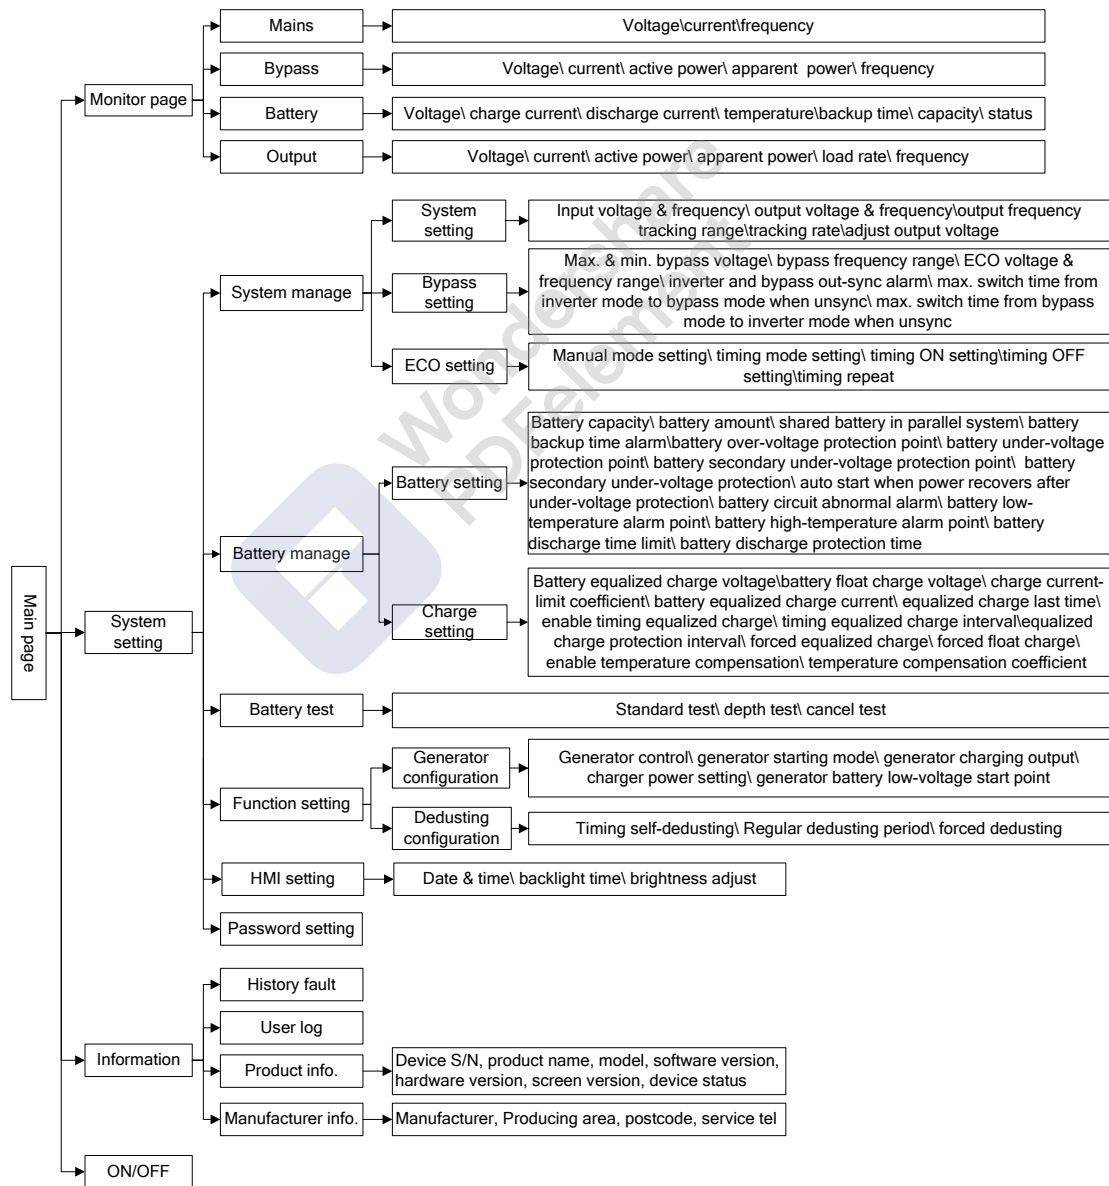 Mains
Voltage\current\frequency
Bypass
Voltage\ current\ active power\ apparent  power\ frequency
Monitor page
Battery
Voltage\ charge current\ discharge current\ temperature\backup time\ capacity\ status
Output
Voltage\ current\ active power\ apparent power\ load rate\ frequency
System
setting
Input voltage & frequency\ output voltage & frequency\output frequency
tracking range\tracking rate\adjust output voltage
System manage
Bypass
setting
Max. & min. bypass voltage\ bypass frequency range\ ECO voltage &
frequency range\ inverter and bypass out-sync alarm\ max. switch time from
inverter mode to bypass mode when unsync\ max. switch time from bypass
mode to inverter mode when unsync
ECO setting
Manual mode setting\ timing mode setting\ timing ON setting\timing OFF
setting\timing repeat
Battery setting
Battery capacity\ battery amount\ shared battery in parallel system\ battery
backup time alarm\battery over-voltage protection point\ battery under-voltage
protection point\ battery secondary under-voltage protection point\  battery
secondary under-voltage protection\ auto start when power recovers after
under-voltage protection\ battery circuit abnormal alarm\ battery low-
temperature alarm point\ battery high-temperature alarm point\ battery
discharge time limit\ battery discharge protection time
Battery manage
Main page
System
setting
Charge
setting
Battery equalized charge voltage\battery float charge voltage\ charge current-
limit coefficient\ battery equalized charge current\ equalized charge last time\
enable timing equalized charge\ timing equalized charge interval\equalized
charge protection interval\ forced equalized charge\ forced float charge\
enable temperature compensation\ temperature compensation coefficient
Battery test
Standard test\ depth test\ cancel test
Generator
configuration
Generator control\ generator starting mode\ generator charging output\
charger power setting\ generator battery low-voltage start point
Function setting
Dedusting
configuration
Timing self-dedusting\ Regular dedusting period\ forced dedusting
HMI setting
Date & time\ backlight time\ brightness adjust
Password setting
History fault
User log
Information
Product info.
Device S/N, product name, model, software version,
hardware version, screen version, device status
Manufacturer info.
Manufacturer, Producing area, postcode, service tel
ON/OFF
Wondershare
PDFelement